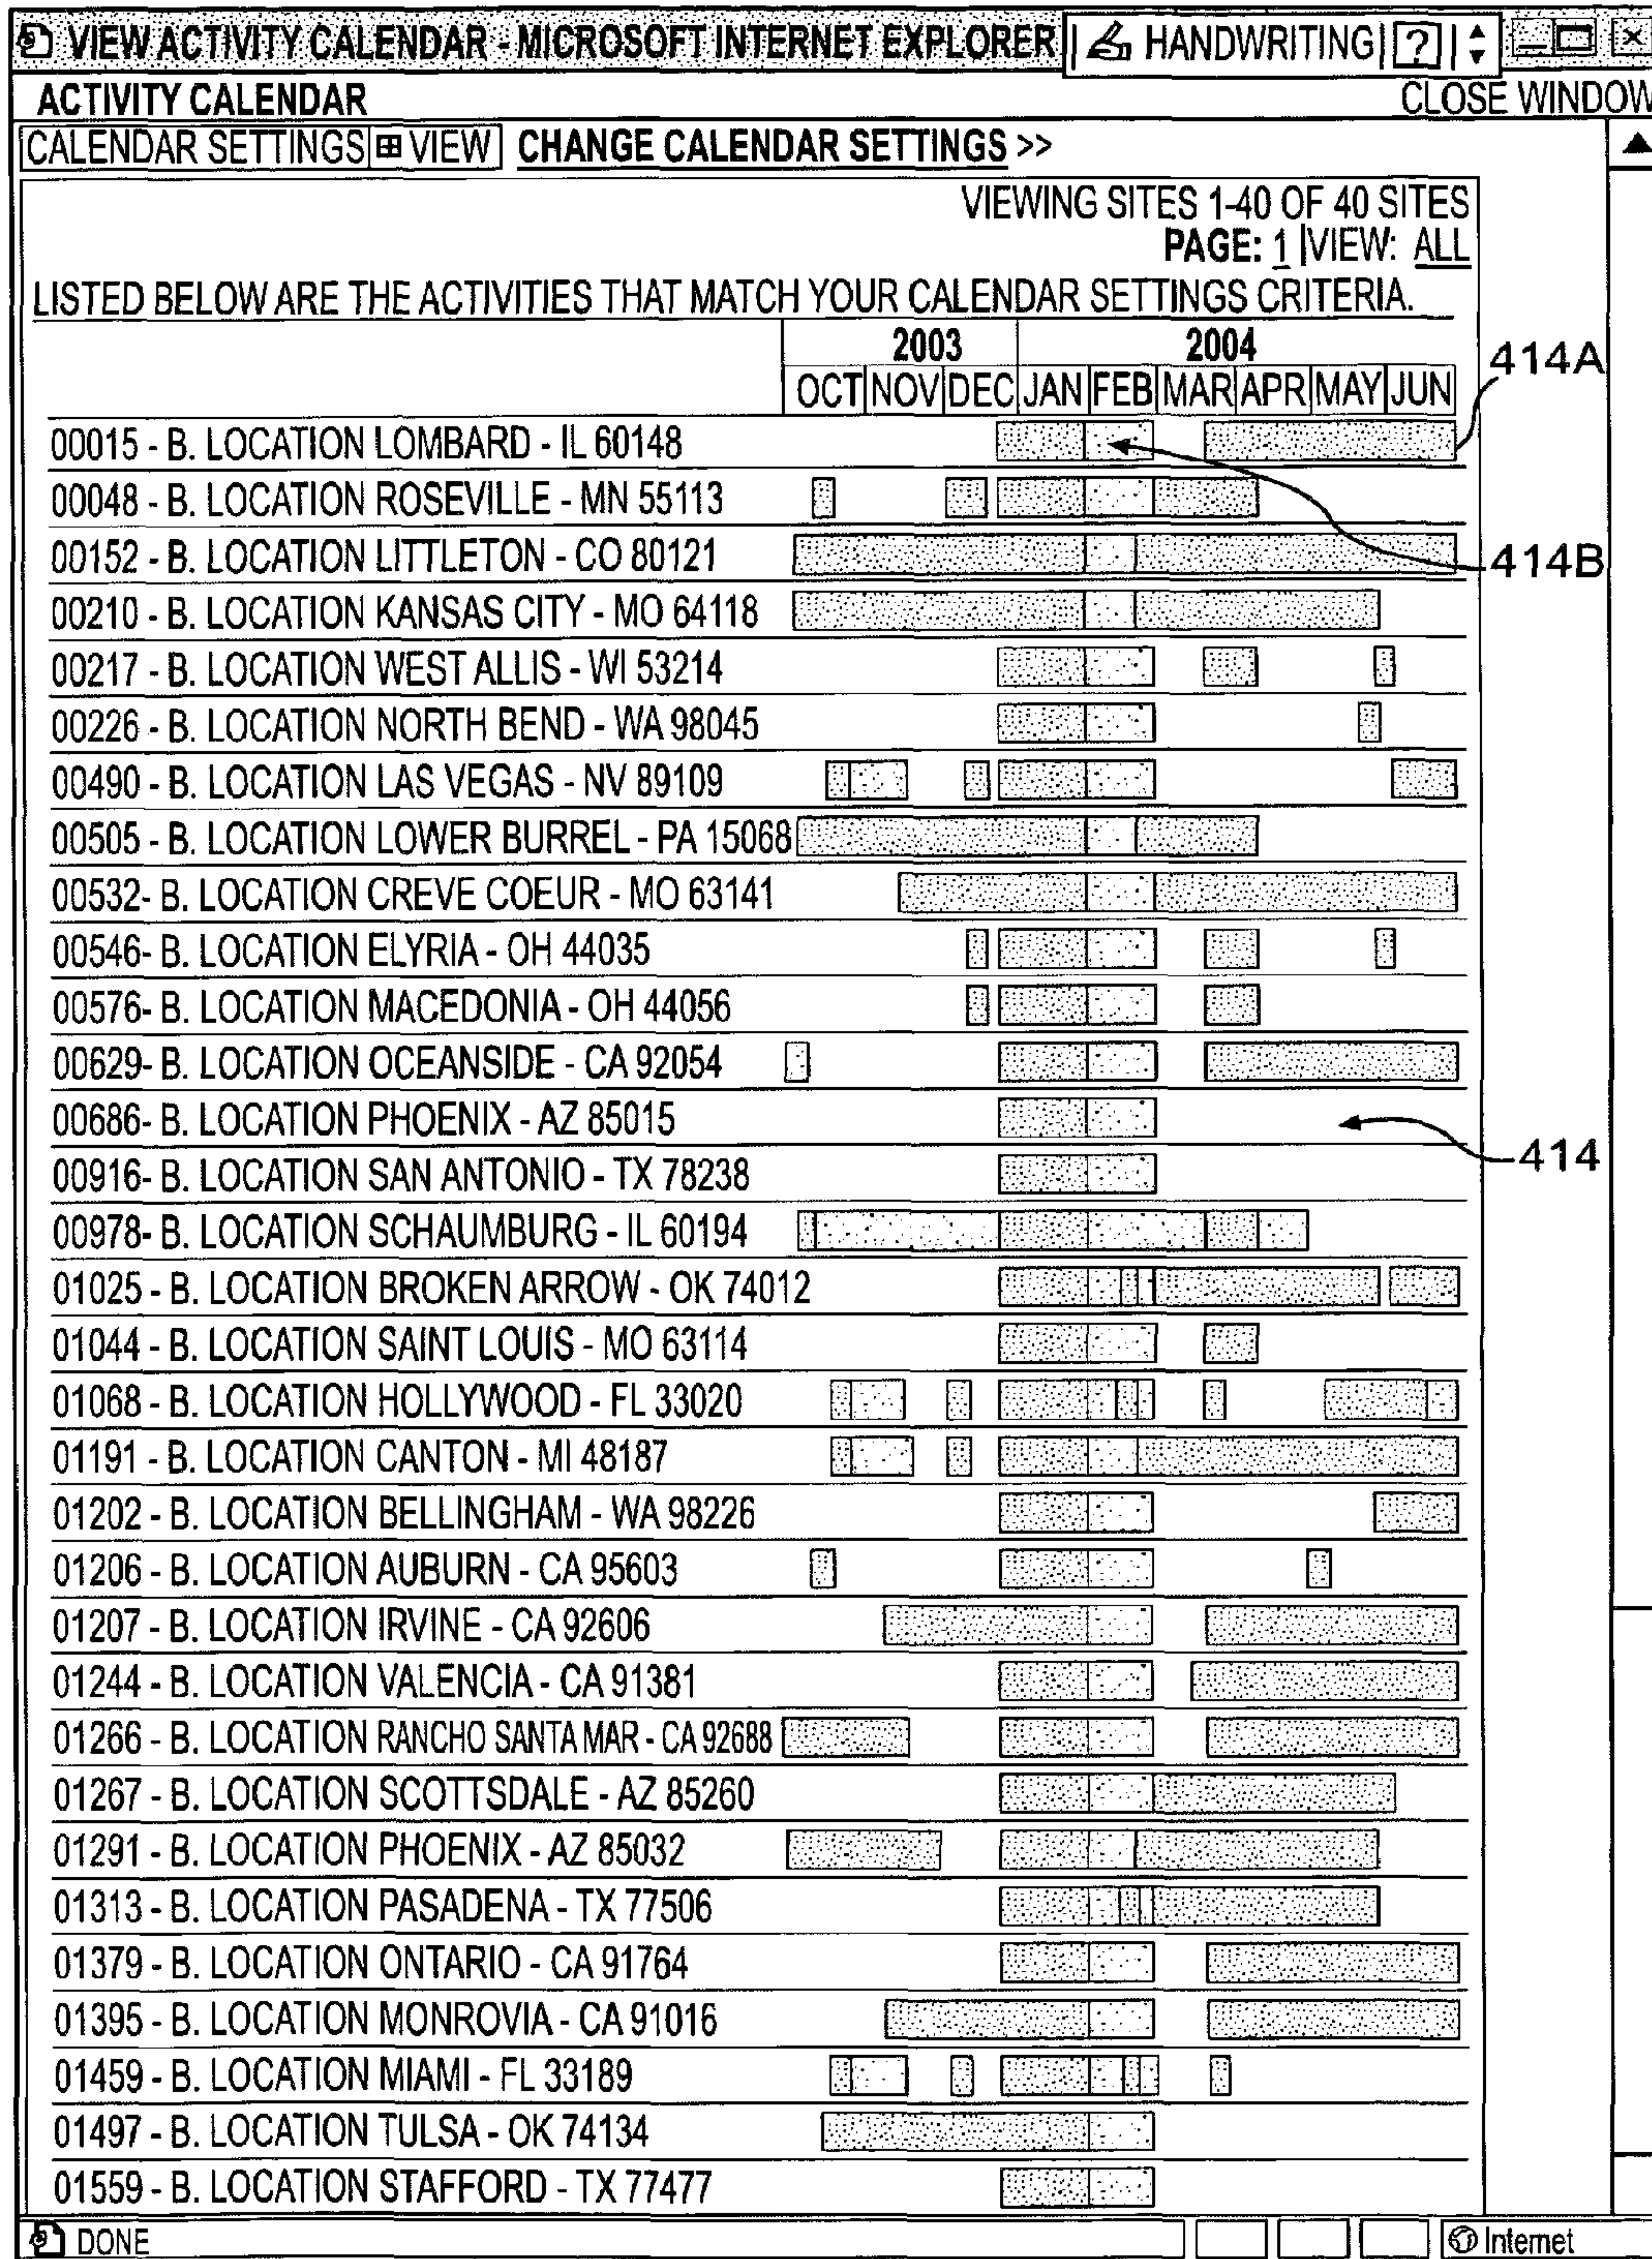 VIEW ACTIVITY CALENDAR - MICROSOFT INTERNET EXPLORER HANDWRITING ?
ACTIVITY CALENDAR CLOSE WINDOW
CALENDAR SETTINGS VIEW CHANGE CALENDAR SETTINGS >>
VIEWING SITES 1-40 OF 40 SITES
PAGE: 1 | VIEW: ALL
LISTED BELOW ARE THE ACTIVITIES THAT MATCH YOUR CALENDAR SETTINGS CRITERIA.
2003 2004
414A
OCT NOV DEC JAN FEB MAR APR MAY JUN
00015 - B. LOCATION LOMBARD - IL 60148
00048 - B. LOCATION ROSEVILLE - MN 55113
00152 - B. LOCATION LITTLETON - CO 80121
414B
00210 - B. LOCATION KANSAS CITY - MO 64118
00217 - B. LOCATION WEST ALLIS - WI 53214
00226 - B. LOCATION NORTH BEND - WA 98045
00490 - B. LOCATION LAS VEGAS - NV 89109
00505 - B. LOCATION LOWER BURREL - PA 15068
00532- B. LOCATION CREVE COEUR - MO 63141
00546- B. LOCATION ELYRIA - OH 44035
00576- B. LOCATION MACEDONIA - OH 44056
00629- B. LOCATION OCEANSIDE - CA 92054
00686- B. LOCATION PHOENIX - AZ 85015
414
00916- B. LOCATION SAN ANTONIO - TX 78238
00978- B. LOCATION SCHAUMBURG - IL 60194
01025 - B. LOCATION BROKEN ARROW - OK 74012
01044 - B. LOCATION SAINT LOUIS - MO 63114
01068 - B. LOCATION HOLLYWOOD - FL 33020
01191 - B. LOCATION CANTON - MI 48187
01202 - B. LOCATION BELLINGHAM - WA 98226
01206 - B. LOCATION AUBURN - CA 95603
01207 - B. LOCATION IRVINE - CA 92606
01244 - B. LOCATION VALENCIA - CA 91381
01266 - B. LOCATION RANCHO SANTA MAR - CA 92688
01267 - B. LOCATION SCOTTSDALE - AZ 85260
01291 - B. LOCATION PHOENIX - AZ 85032
01313 - B. LOCATION PASADENA - TX 77506
01379 - B. LOCATION ONTARIO - CA 91764
01395 - B. LOCATION MONROVIA - CA 91016
01459 - B. LOCATION MIAMI - FL 33189
01497 - B. LOCATION TULSA - OK 74134
01559 - B. LOCATION STAFFORD - TX 77477
DONE Internet